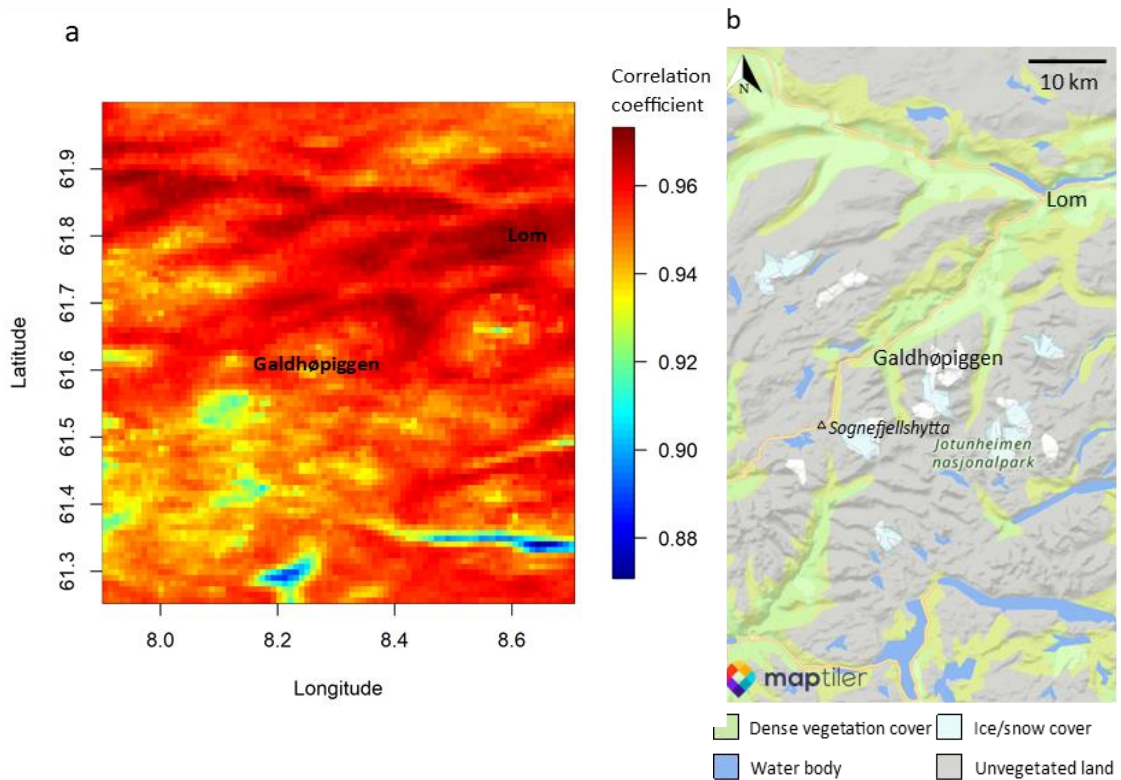 a
Correlation
coefficient
Latitude
61.9
61.8
61.7
61.6
61.5
61.4
61.3
Lom
Galdhøpiggen
8.0
8.2
8.4
8.6
Longitude
0.96
0.94
0.92
0.90
0.88
b
N
10 km
Lom
Galdhøpiggen
Sognefjellshytta
Jotunheimen
nasjonalpark
maptiler
Dense vegetation cover
Ice/snow cover
Water body
Unvegetated land